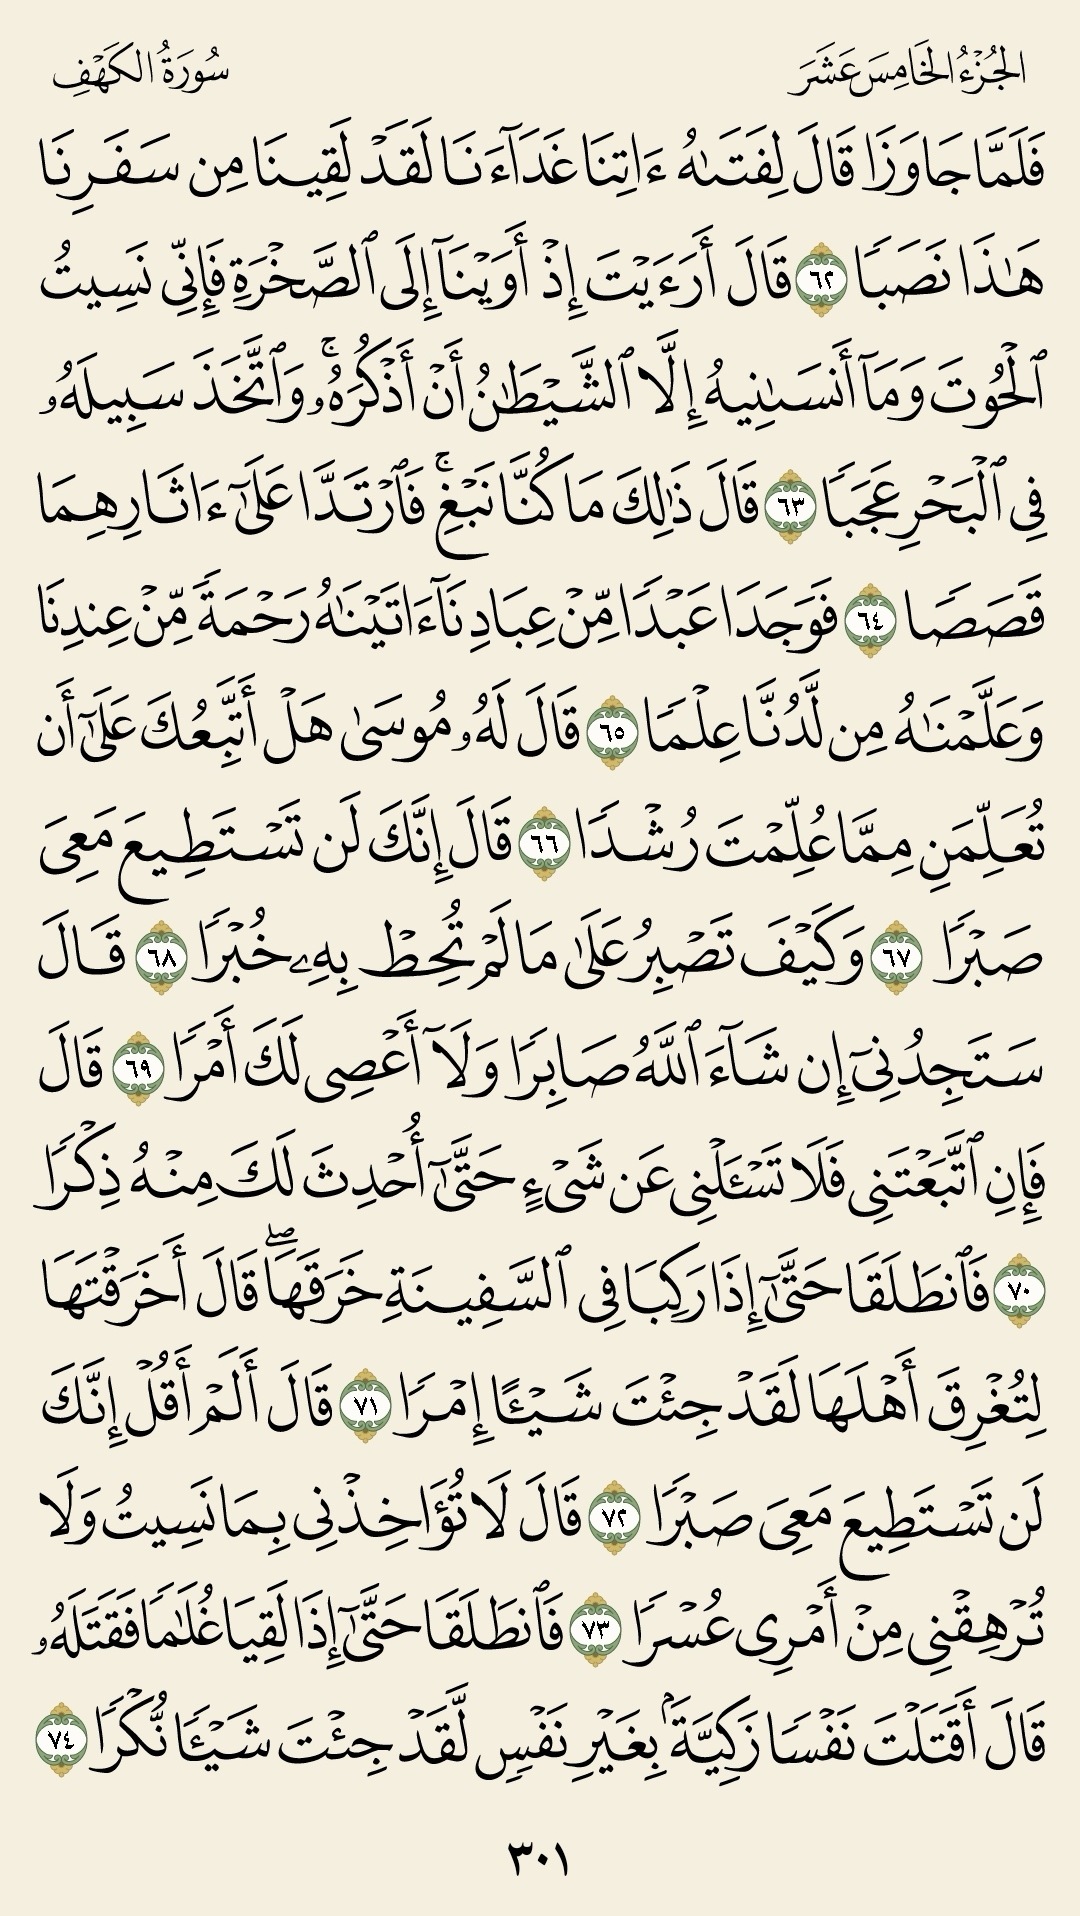 الجُزْءُ الخَامِسَ عَشَرَ
سُورَةُ الكَهْفِ
فَلَمَّا جَاوَزَا قَالَ لِفَتَىٰهُ ءَاتِنَا غَدَآءَنَا لَقَدْ لَقِينَا مِن سَفَرِنَا
هَٰذَا نَصَبٗا ٦٢ قَالَ أَرَءَيْتَ إِذْ أَوَيْنَآ إِلَى ٱلصَّخْرَةِ فَإِنِّي نَسِيتُ
ٱلْحُوتَ وَمَآ أَنسَىٰنِيهُ إِلَّا ٱلشَّيْطَٰنُ أَنْ أَذْكُرَهُۥۚ وَٱتَّخَذَ سَبِيلَهُۥ
فِي ٱلْبَحْرِ عَجَبٗا ٦٣ قَالَ ذَٰلِكَ مَا كُنَّا نَبْغِۚ فَٱرْتَدَّا عَلَىٰٓ ءَاثَارِهِمَا
قَصَصٗا ٦٤ فَوَجَدَا عَبْدٗا مِّنْ عِبَادِنَآ ءَاتَيْنَٰهُ رَحْمَةٗ مِّنْ عِندِنَا
وَعَلَّمْنَٰهُ مِن لَّدُنَّا عِلْمٗا ٦٥ قَالَ لَهُۥ مُوسَىٰ هَلْ أَتَّبِعُكَ عَلَىٰٓ أَن
تُعَلِّمَنِ مِمَّا عُلِّمْتَ رُشْدٗا ٦٦ قَالَ إِنَّكَ لَن تَسْتَطِيعَ مَعِيَ
صَبْرٗا ٦٧ وَكَيْفَ تَصْبِرُ عَلَىٰ مَا لَمْ تُحِطْ بِهِۦ خُبْرٗا ٦٨ قَالَ
سَتَجِدُنِيٓ إِن شَآءَ ٱللَّهُ صَابِرٗا وَلَآ أَعْصِي لَكَ أَمْرٗا ٦٩ قَالَ
فَإِنِ ٱتَّبَعْتَنِي فَلَا تَسْـَٔلْنِي عَن شَيْءٍ حَتَّىٰٓ أُحْدِثَ لَكَ مِنْهُ ذِكْرٗا
٧٠ فَٱنطَلَقَا حَتَّىٰٓ إِذَا رَكِبَا فِي ٱلسَّفِينَةِ خَرَقَهَاۖ قَالَ أَخَرَقْتَهَا
لِتُغْرِقَ أَهْلَهَا لَقَدْ جِئْتَ شَيْـًٔا إِمْرٗا ٧١ قَالَ أَلَمْ أَقُلْ إِنَّكَ
لَن تَسْتَطِيعَ مَعِيَ صَبْرٗا ٧٢ قَالَ لَا تُؤَاخِذْنِي بِمَا نَسِيتُ وَلَا
تُرْهِقْنِي مِنْ أَمْرِي عُسْرٗا ٧٣ فَٱنطَلَقَا حَتَّىٰٓ إِذَا لَقِيَا غُلَٰمٗا فَقَتَلَهُۥ
قَالَ أَقَتَلْتَ نَفْسٗا زَكِيَّةَۢ بِغَيْرِ نَفْسٖ لَّقَدْ جِئْتَ شَيْـٔٗا نُّكْرٗا ٧٤
٣٠١